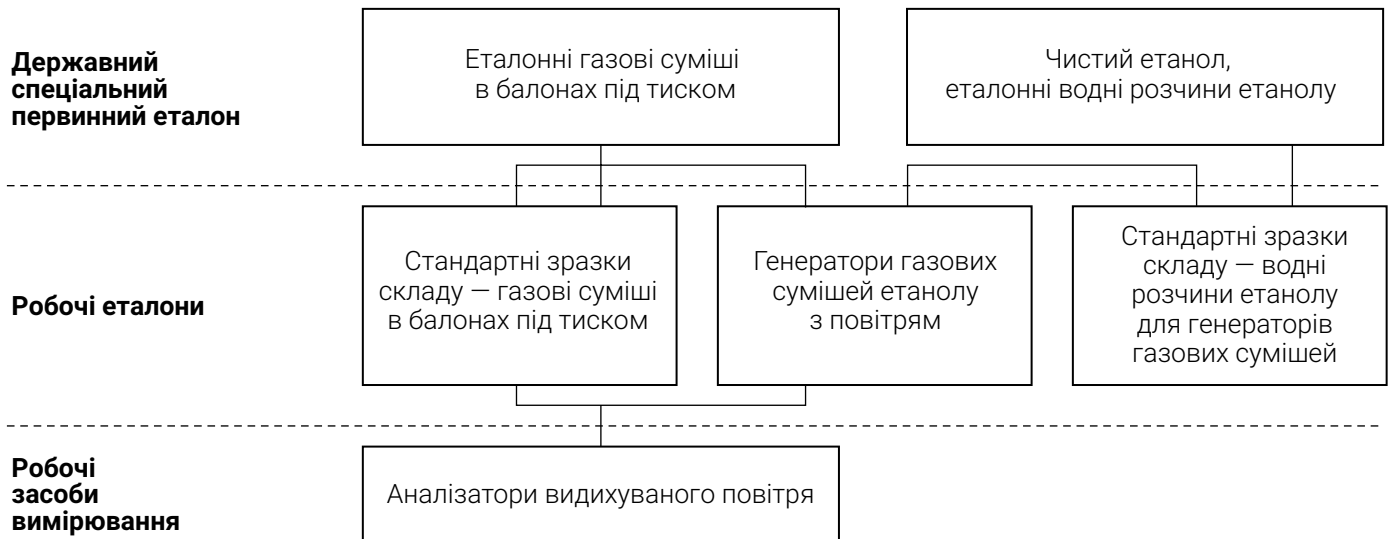 Державний
спеціальний
первинний еталон
Еталонні газові суміші
в балонах під тиском
Чистий етанол,
еталонні водні розчини етанолу
Робочі еталони
Стандартні зразки
складу — газові суміші
в балонах під тиском
Генератори газових
сумішей етанолу
з повітрям
Стандартні зразки
складу — водні
розчини етанолу
для генераторів
газових сумішей
Робочі
засоби
вимірювання
Аналізатори видихуваного повітря